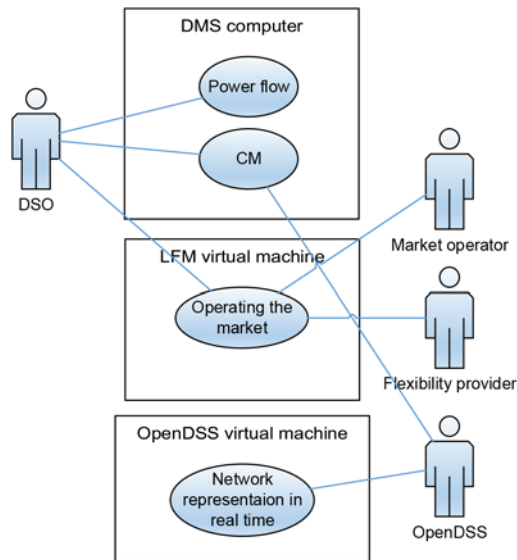 DMS computer
Power flow
CM
DSO
Market operator
LFM virtual machine
Operating the
market
Flexibility provider
OpenDSS virtual machine
Network
representaion in
real time
OpenDSS